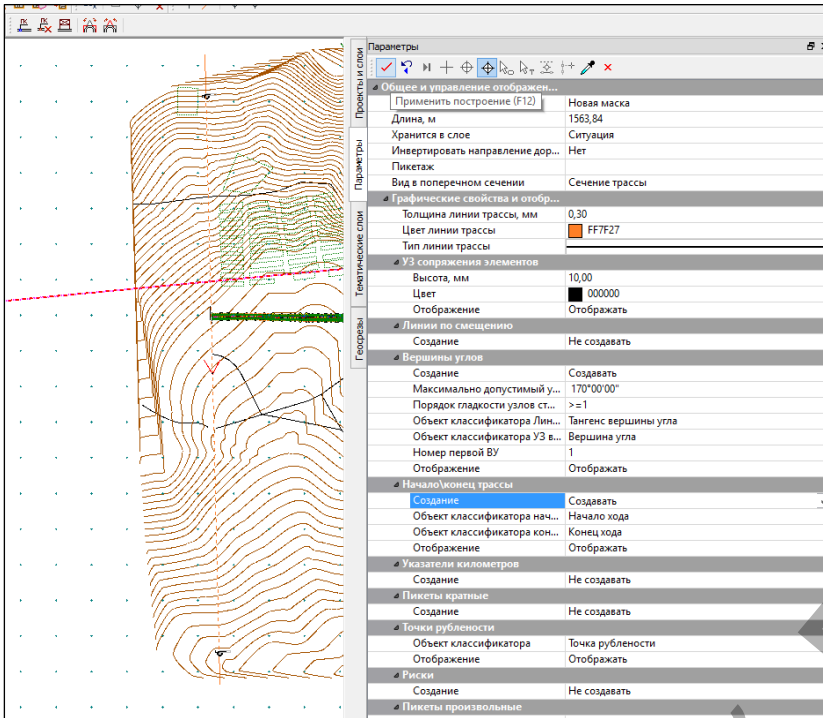 Параметры
Общее и управление отображен...
Применить построение (F12)
Новая маска
Длина, м 1563,84
Хранится в слое Ситуация
Инвертировать направление дор... Нет
Пикетаж
Вид в поперечном сечении Сечение трассы
Графические свойства и отобр...
Толщина линии трассы, мм 0,30
Цвет линии трассы FF7F27
Тип линии трассы
УЗ сопряжения элементов
Высота, мм 10,00
Цвет 000000
Отображение Отображать
Линии по смещению
Создание Не создавать
Вершины углов
Создание Создавать
Максимально допустимый у... 170°00'00"
Порядок гладкости узлов ст... >=1
Объект классификатора Лин... Тангенс вершины угла
Объект классификатора УЗ в... Вершина угла
Номер первой ВУ 1
Отображение Отображать
Начало\конец трассы
Создание Создавать
Объект классификатора нач... Начало хода
Объект классификатора кон... Конец хода
Отображение Отображать
Указатели километров
Создание Не создавать
Пикеты кратные
Создание Не создавать
Точки рублености
Объект классификатора Точка рублености
Отображение Отображать
Риски
Создание Не создавать
Пикеты произвольные
Проекты и слои
Параметры
Тематические слои
Геосрезы